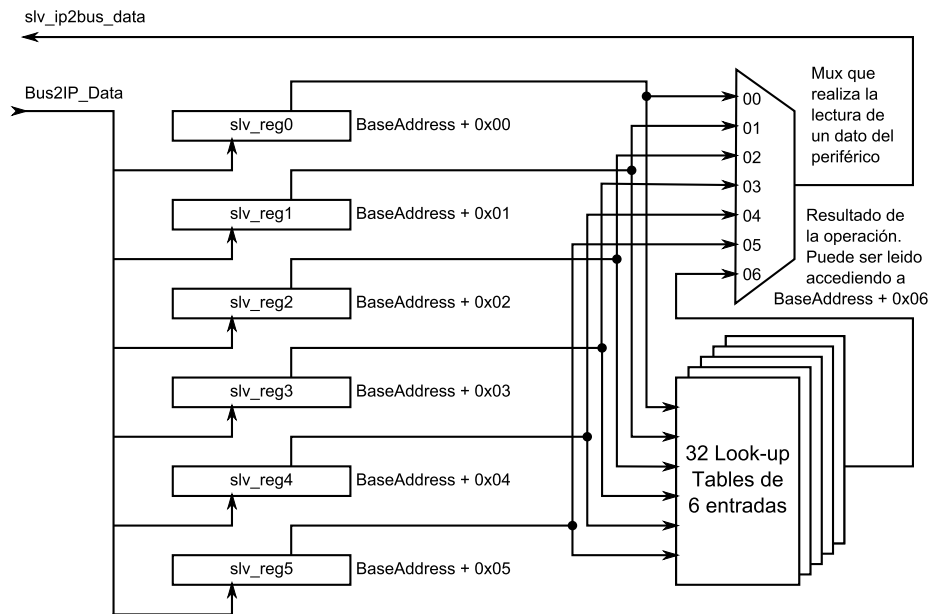 slv_ip2bus_data
Bus2IP_Data
slv_reg0
BaseAddress + 0x00
slv_reg1
BaseAddress + 0x01
slv_reg2
BaseAddress + 0x02
slv_reg3
BaseAddress + 0x03
slv_reg4
BaseAddress + 0x04
slv_reg5
BaseAddress + 0x05
00
01
02
03
04
05
06
Mux que
realiza la
lectura de
un dato del
periférico
Resultado de
la operación.
Puede ser leido
accediendo a
BaseAddress + 0x06
32 Look-up
Tables de
6 entradas